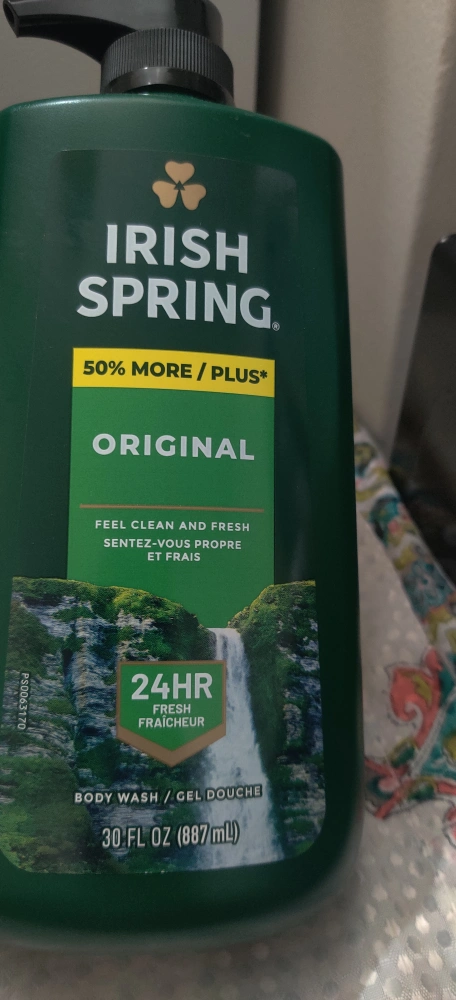 IRISH
SPRING®
50% MORE / PLUS*
ORIGINAL
FEEL CLEAN AND FRESH
SENTEZ-VOUS PROPRE
ET FRAIS
24HR
FRESH
FRAÎCHEUR
PS0063170
BODY WASH / GEL DOUCHE
30 FL OZ (887 mL)